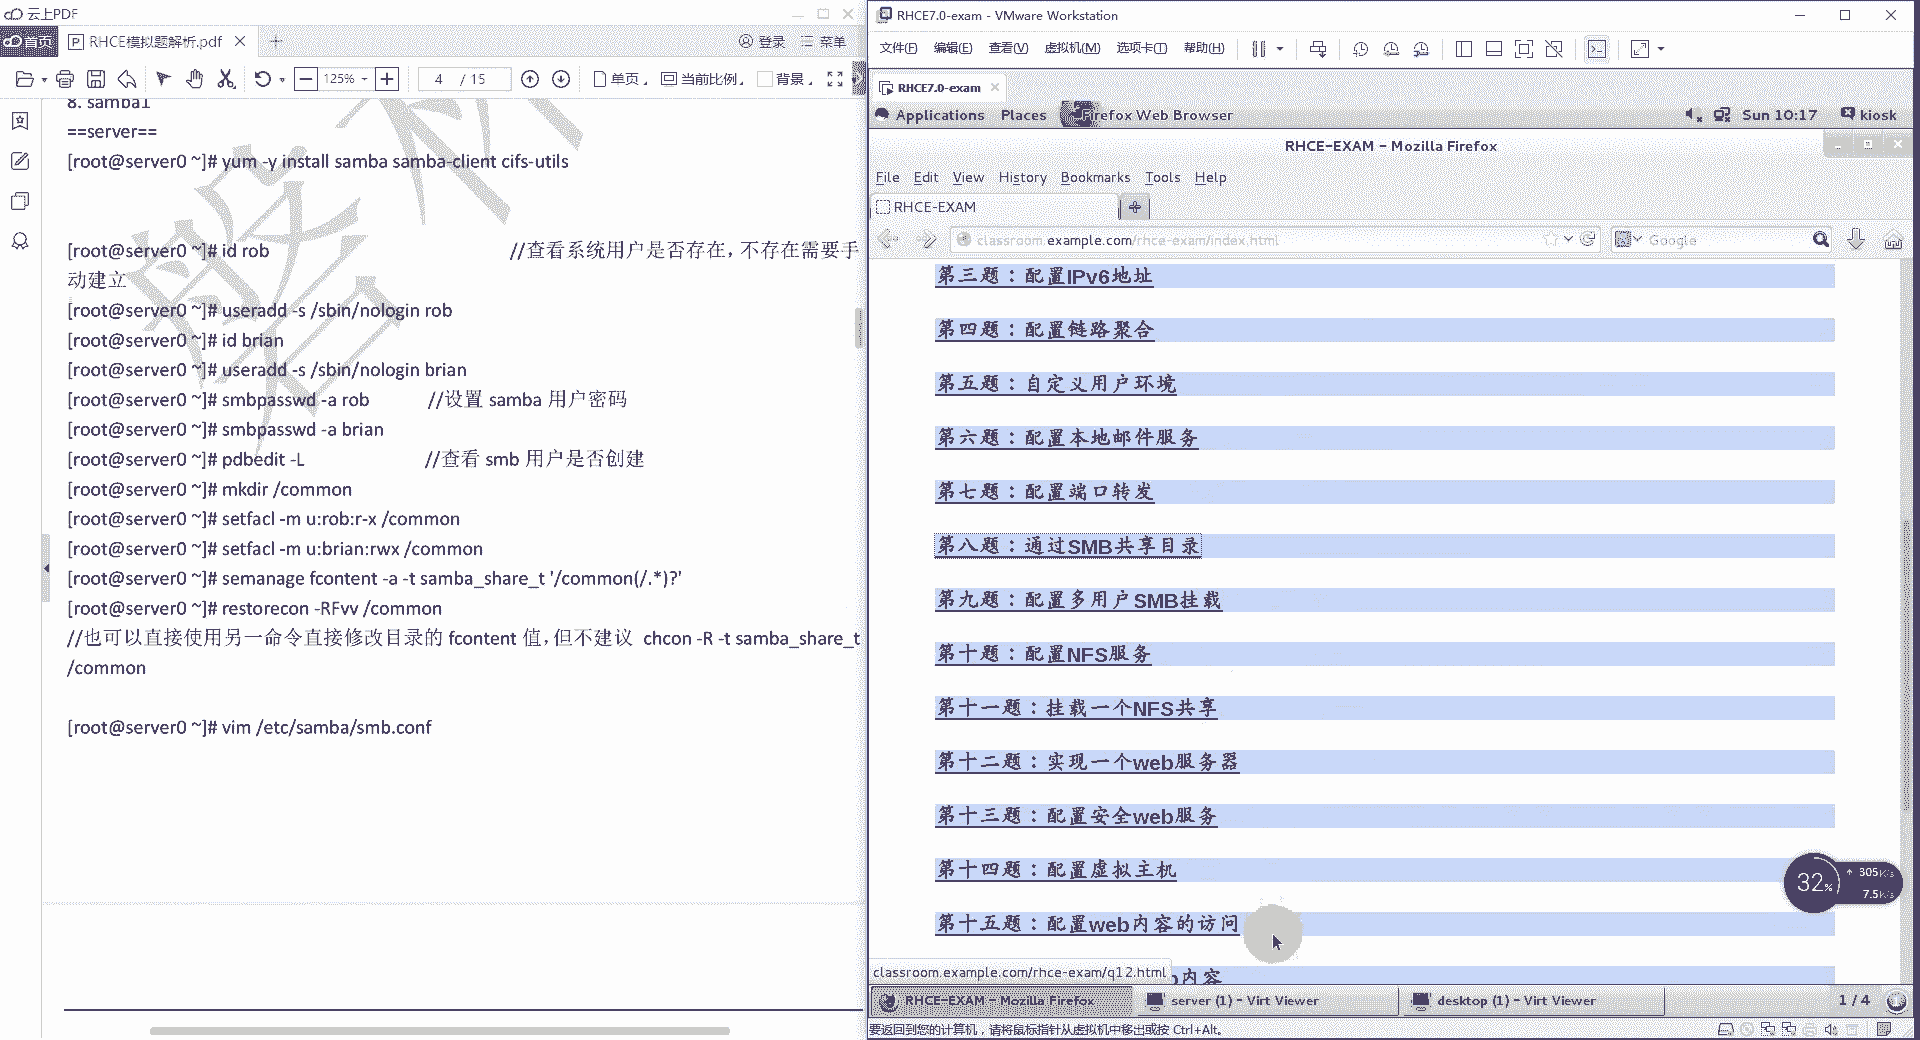 云上PDF
首页
RHCE模拟题解析.pdf
登录
菜单
125%
4 / 15
单页
当前比例
背景
8. samba1
==server==
[root@server0 ~]# yum -y install samba samba-client cifs-utils
[root@server0 ~]# id rob //查看系统用户是否存在，不存在需要手
动建立
[root@server0 ~]# useradd -s /sbin/nologin rob
[root@server0 ~]# id brian
[root@server0 ~]# useradd -s /sbin/nologin brian
[root@server0 ~]# smbpasswd -a rob //设置 samba 用户密码
[root@server0 ~]# smbpasswd -a brian
[root@server0 ~]# pdbedit -L //查看 smb 用户是否创建
[root@server0 ~]# mkdir /common
[root@server0 ~]# setfacl -m u:rob:r-x /common
[root@server0 ~]# setfacl -m u:brian:rwx /common
[root@server0 ~]# semanage fcontent -a -t samba_share_t '/common(/.*)?'
[root@server0 ~]# restorecon -RFvv /common
//也可以直接使用另一命令直接修改目录的 fcontent 值，但不建议 chcon -R -t samba_share_t
/common
[root@server0 ~]# vim /etc/samba/smb.conf
RHCE7.0-exam - VMware Workstation
文件(F) 编辑(E) 查看(V) 虚拟机(M) 选项卡(T) 帮助(H)
RHCE7.0-exam
Applications Places Firefox Web Browser
Sun 10:17
kiosk
RHCE-EXAM - Mozilla Firefox
File Edit View History Bookmarks Tools Help
RHCE-EXAM
classroom.example.com/rhce-exam/index.html
Google
第三题：配置IPv6地址
第四题：配置链路聚合
第五题：自定义用户环境
第六题：配置本地邮件服务
第七题：配置端口转发
第八题：通过SMB共享目录
第九题：配置多用户SMB挂载
第十题：配置NFS服务
第十一题：挂载一个NFS共享
第十二题：实现一个web服务器
第十三题：配置安全web服务
第十四题：配置虚拟主机
第十五题：配置web内容的访问
b内容
classroom.example.com/rhce-exam/q12.html
32%
305K/s
7.5K/s
RHCE-EXAM - Mozilla Firefox
server (1) - Virt Viewer
desktop (1) - Virt Viewer
1 / 4
要返回到您的计算机，请将鼠标指针从虚拟机中移出或按 Ctrl+Alt。